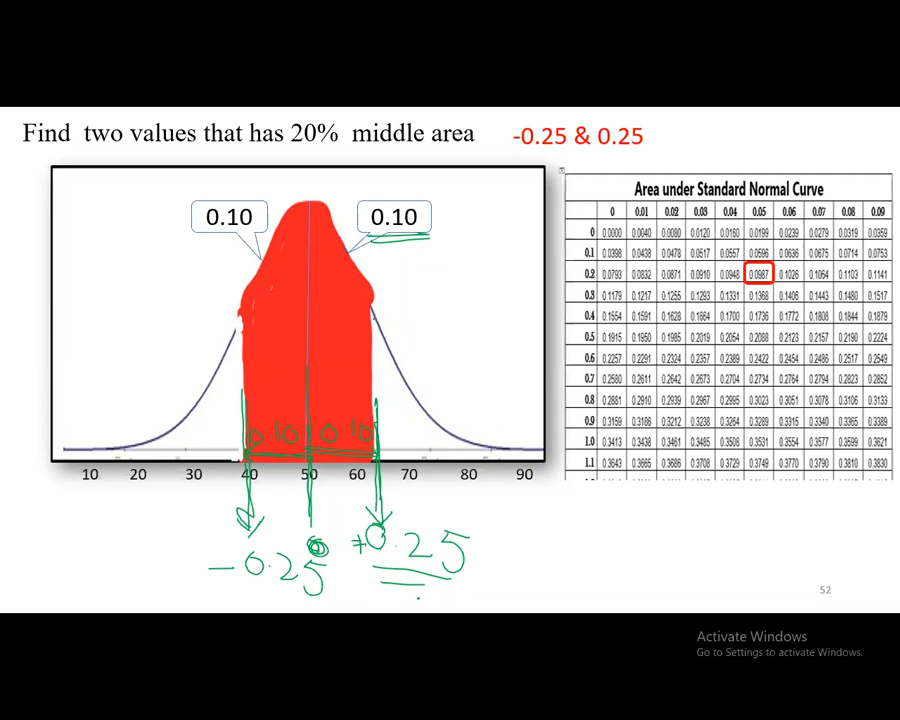 Find two values that has 20% middle area -0.25 & 0.25
0.10 0.10
0 10 0 10
10 20 30 40 50 60 70 80 90
-0.25 0 +0.25
Area under Standard Normal Curve
0 0.01 0.02 0.03 0.04 0.05 0.06 0.07 0.08 0.09
0 0.0000 0.0040 0.0080 0.0120 0.0160 0.0199 0.0239 0.0279 0.0319 0.0359
0.1 0.0398 0.0438 0.0478 0.0517 0.0557 0.0596 0.0636 0.0675 0.0714 0.0753
0.2 0.0793 0.0832 0.0871 0.0910 0.0948 0.0987 0.1026 0.1064 0.1103 0.1141
0.3 0.1179 0.1217 0.1255 0.1293 0.1331 0.1368 0.1406 0.1443 0.1480 0.1517
0.4 0.1554 0.1591 0.1628 0.1664 0.1700 0.1736 0.1772 0.1808 0.1844 0.1879
0.5 0.1915 0.1950 0.1985 0.2019 0.2054 0.2088 0.2123 0.2157 0.2190 0.2224
0.6 0.2257 0.2291 0.2324 0.2357 0.2389 0.2422 0.2454 0.2486 0.2517 0.2549
0.7 0.2580 0.2611 0.2642 0.2673 0.2704 0.2734 0.2764 0.2794 0.2823 0.2852
0.8 0.2881 0.2910 0.2939 0.2967 0.2995 0.3023 0.3051 0.3078 0.3106 0.3133
0.9 0.3159 0.3186 0.3212 0.3238 0.3264 0.3289 0.3315 0.3340 0.3365 0.3389
1.0 0.3413 0.3438 0.3461 0.3485 0.3508 0.3531 0.3554 0.3577 0.3599 0.3621
1.1 0.3643 0.3665 0.3686 0.3708 0.3729 0.3749 0.3770 0.3790 0.3810 0.3830
52
Activate Windows
Go to Settings to activate Windows.